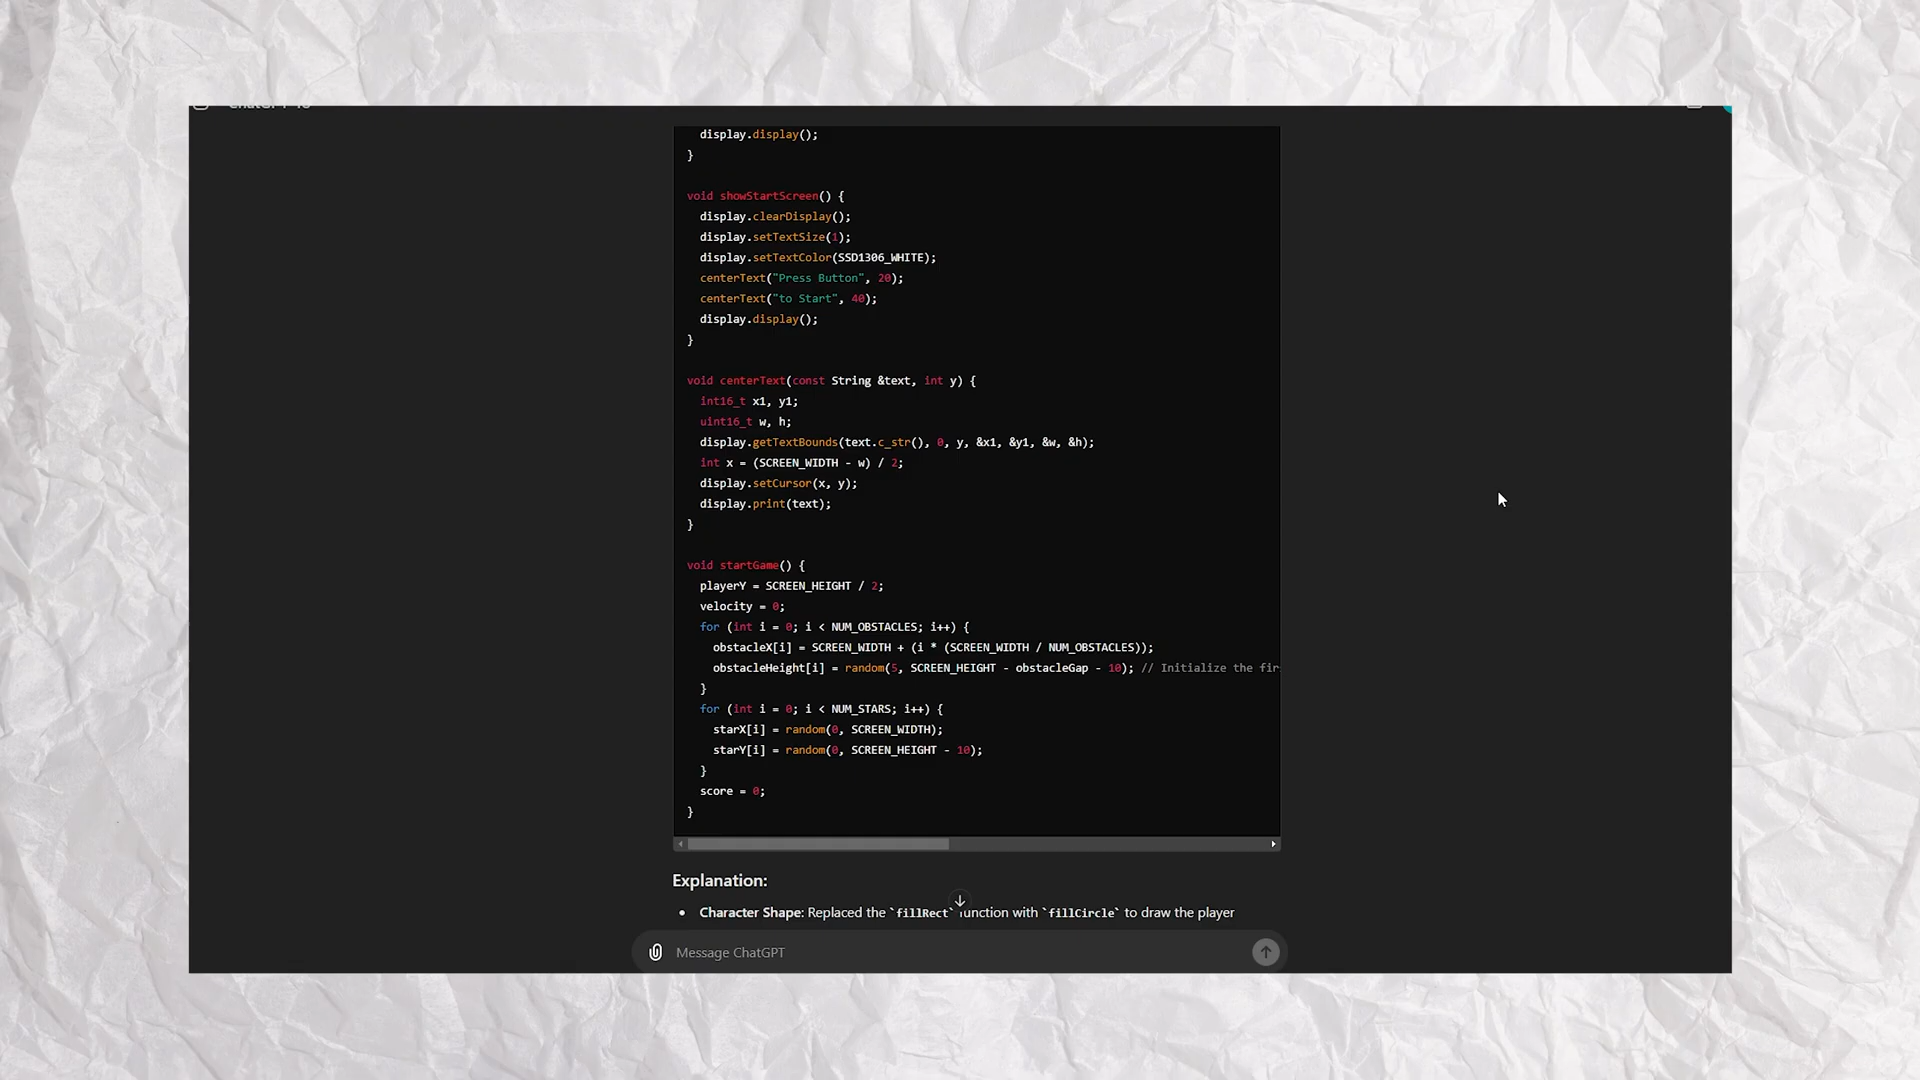 display.display();
}
void showStartScreen() {
display.clearDisplay();
display.setTextSize(1);
display.setTextColor(SSD1306_WHITE);
centerText("Press Button", 20);
centerText("to Start", 40);
display.display();
}
void centerText(const String &text, int y) {
int16_t x1, y1;
uint16_t w, h;
display.getTextBounds(text.c_str(), 0, y, &x1, &y1, &w, &h);
int x = (SCREEN_WIDTH - w) / 2;
display.setCursor(x, y);
display.print(text);
}
void startGame() {
playerY = SCREEN_HEIGHT / 2;
velocity = 0;
for (int i = 0; i < NUM_OBSTACLES; i++) {
obstacleX[i] = SCREEN_WIDTH + (i * (SCREEN_WIDTH / NUM_OBSTACLES));
obstacleHeight[i] = random(5, SCREEN_HEIGHT - obstacleGap - 10); // Initialize the
}
for (int i = 0; i < NUM_STARS; i++) {
starX[i] = random(0, SCREEN_WIDTH);
starY[i] = random(0, SCREEN_HEIGHT - 10);
}
score = 0;
}
Explanation:
• Character Shape: Replaced the `fillRect` function with `fillCircle` to draw the player
Message ChatGPT